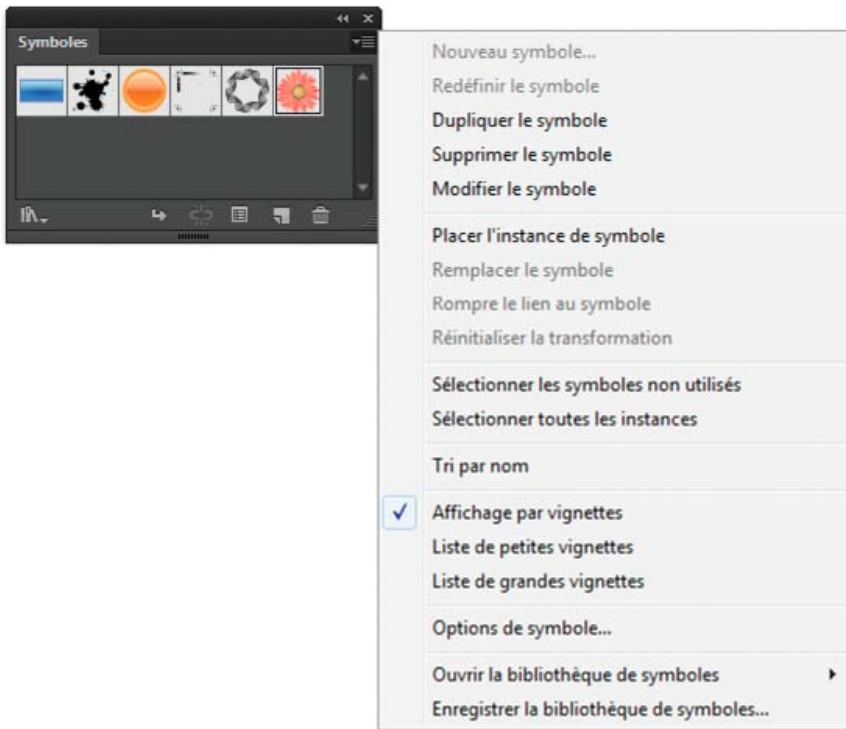 Symboles
Nouveau symbole...
Redéfinir le symbole
Dupliquer le symbole
Supprimer le symbole
Modifier le symbole
Placer l'instance de symbole
Remplacer le symbole
Rompre le lien au symbole
Réinitialiser la transformation
Sélectionner les symboles non utilisés
Sélectionner toutes les instances
Tri par nom
Affichage par vignettes
Liste de petites vignettes
Liste de grandes vignettes
Options de symbole...
Ouvrir la bibliothèque de symboles
Enregistrer la bibliothèque de symboles...